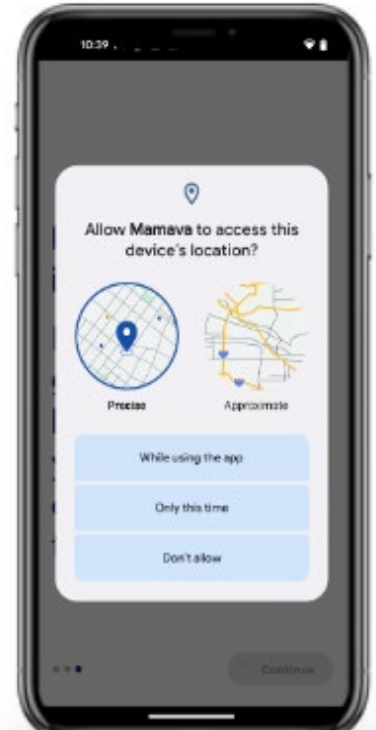 10:39
Allow Mamava to access this
device's location?
Precise
Approximate
While using the app
Only this time
Don't allow
Continue